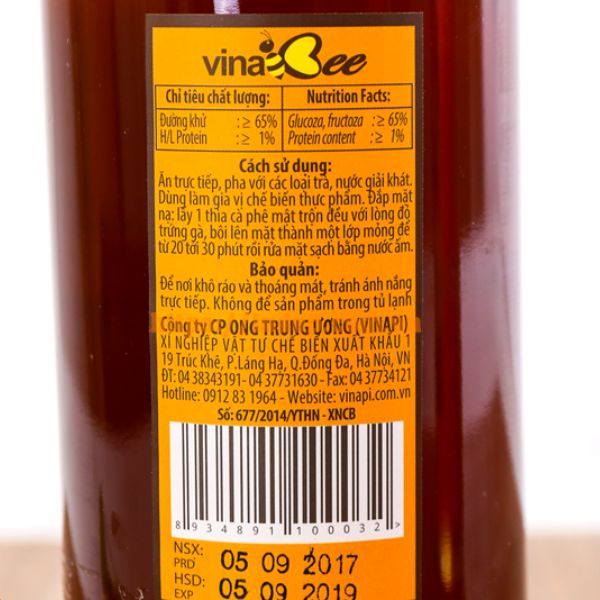 vinaBee
Chỉ tiêu chất lượng: Nutrition Facts:
Đường khử : ≥ 65% Glucoza, fructoza : ≥ 65%
H/L Protein : ≥ 1% Protein content : ≥ 1%
Cách sử dụng:
Ăn trực tiếp, pha với các loại trà, nước giải khát.
Dùng làm gia vị chế biến thực phẩm. Đắp mặt
nạ: lấy 1 thìa cà phê mật trộn đều với lòng đỏ
trứng gà, bôi lên mặt thành một lớp mỏng để
từ 20 tới 30 phút rồi rửa mặt sạch bằng nước ấm.
Bảo quản:
Để nơi khô ráo và thoáng mát, tránh ánh nắng
trực tiếp. Không để sản phẩm trong tủ lạnh
Công ty CP ONG TRUNG ƯƠNG (VINAPI)
XÍ NGHIỆP VẬT TƯ CHẾ BIẾN XUẤT KHẨU 1
19 Trúc Khê, P.Láng Hạ, Q.Đống Đa, Hà Nội, VN
ĐT: 04 38343191- 04 37731630 - Fax: 04 37734121
Hotline: 0912 83 1964 - Website: vinapi.com.vn
Số: 677/2014/YTHN - XNCB
8 934891 100032 >
NSX:
PRD 05 09 2017
HSD:
EXP 05 09 2019